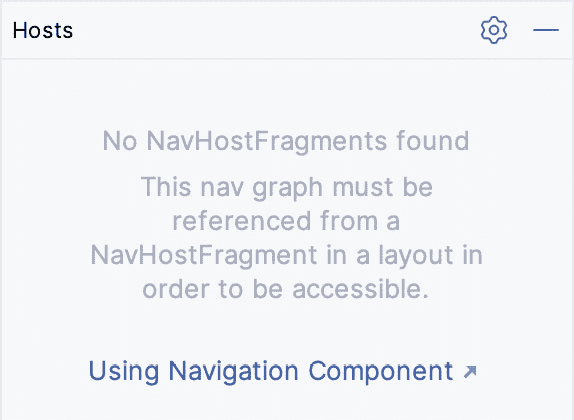 Hosts
No NavHostFragments found
This nav graph must be
referenced from a
NavHostFragment in a layout in
order to be accessible.
Using Navigation Component